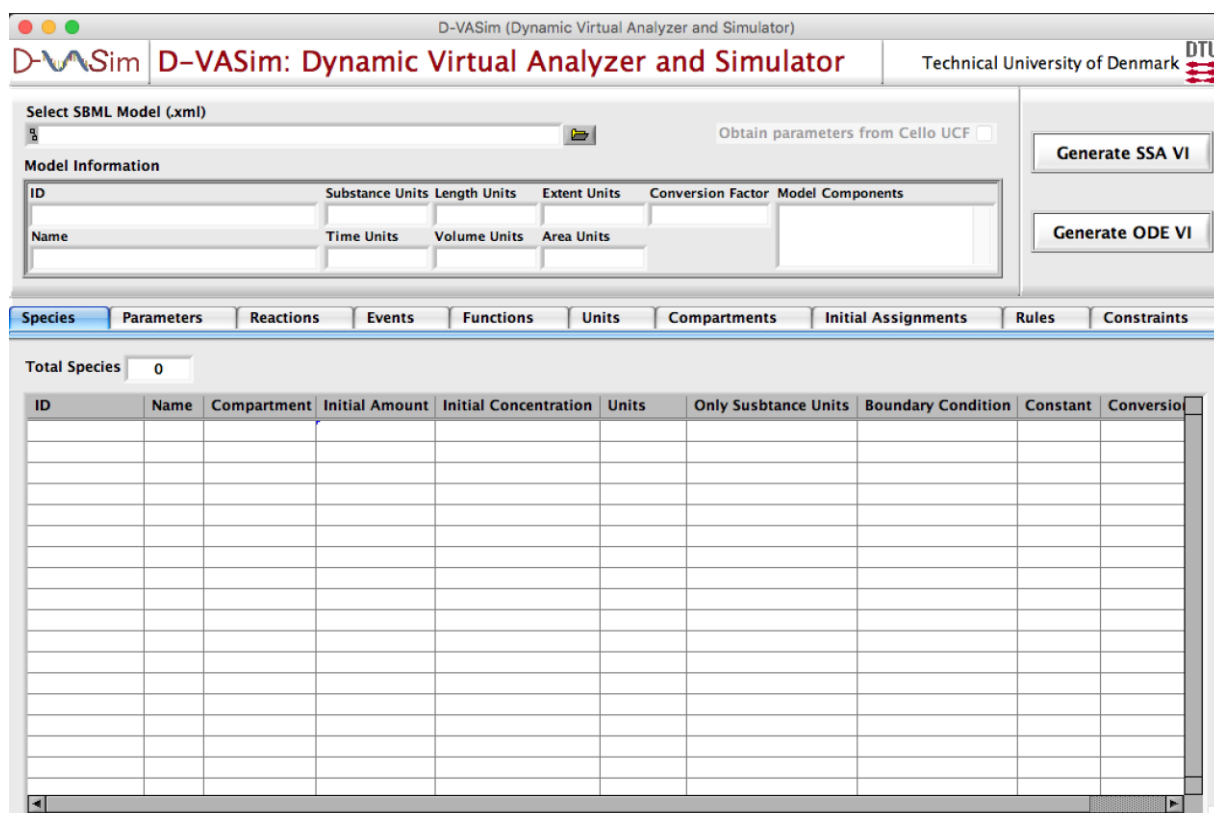 D-VASim (Dynamic Virtual Analyzer and Simulator)
D-VASim D-VASim: Dynamic Virtual Analyzer and Simulator Technical University of Denmark DTU
Select SBML Model (.xml)
Obtain parameters from Cello UCF
Generate SSA VI
Model Information
ID Substance Units Length Units Extent Units Conversion Factor Model Components
Name Time Units Volume Units Area Units
Generate ODE VI
Species Parameters Reactions Events Functions Units Compartments Initial Assignments Rules Constraints
Total Species 0
ID Name Compartment Initial Amount Initial Concentration Units Only Susbtance Units Boundary Condition Constant Conversion